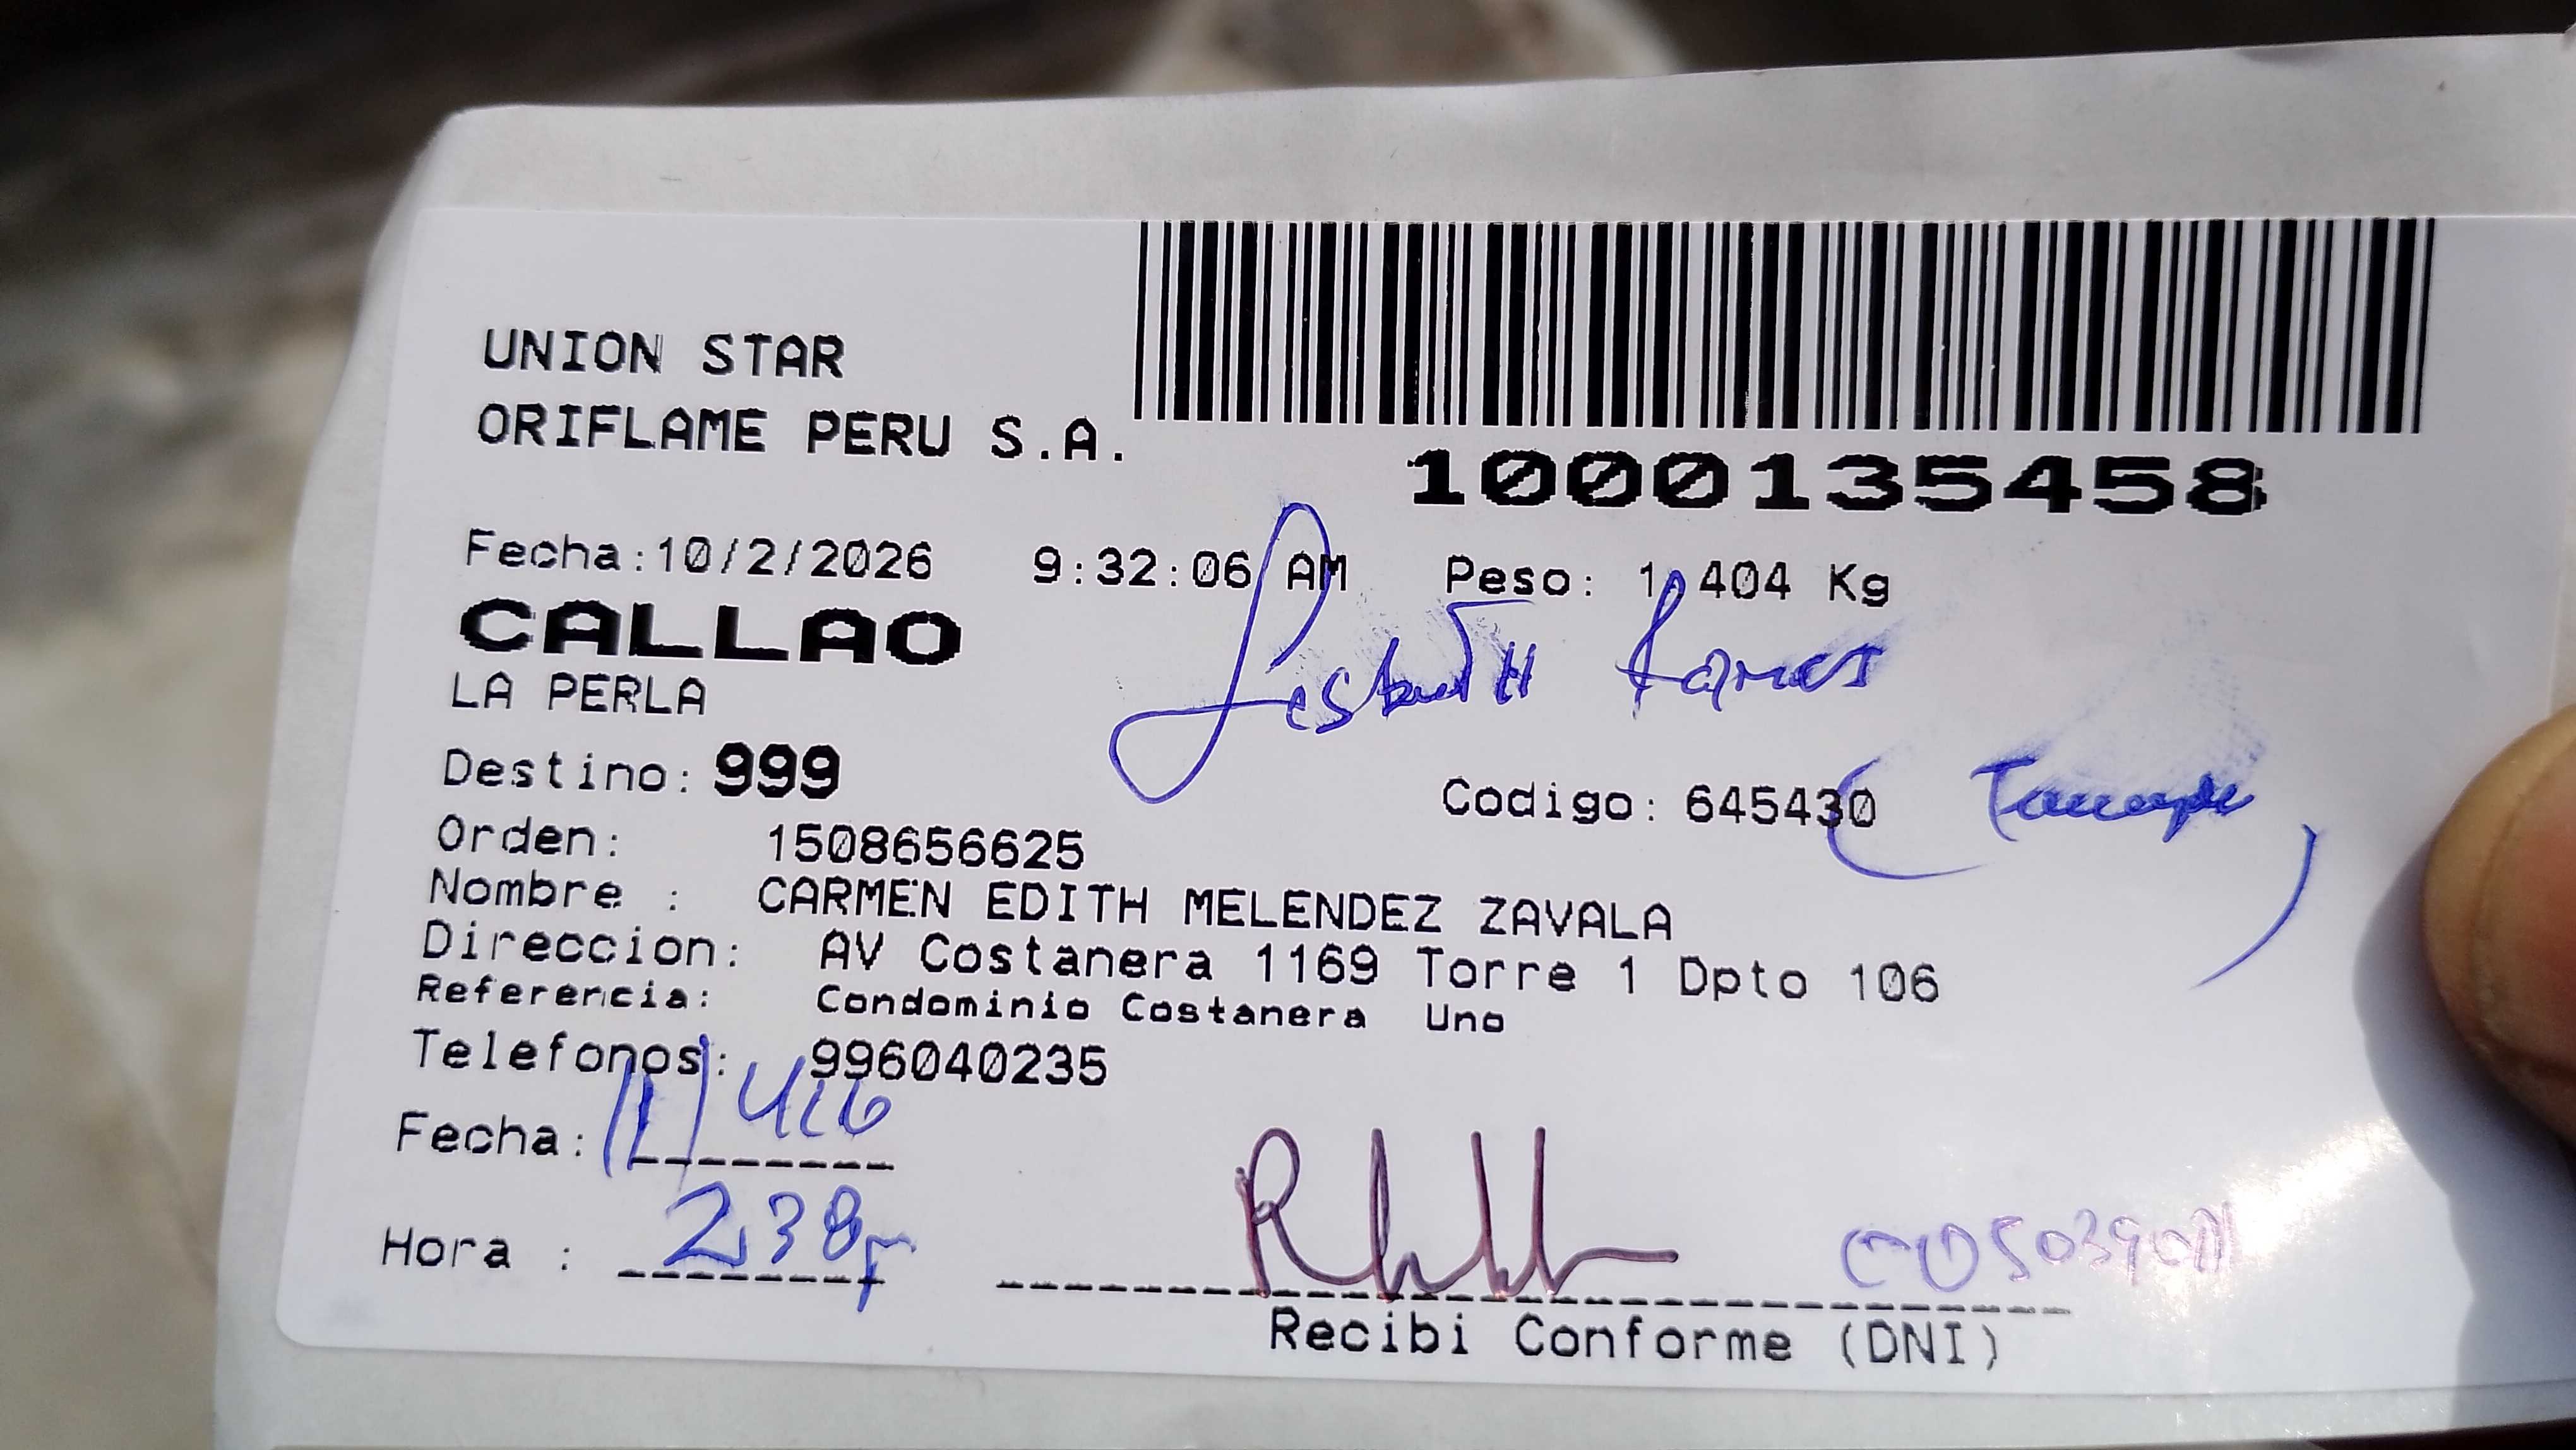 UNION STAR
ORIFLAME PERU S.A.
1000135458
Fecha:10/2/2026 9:32:06 AM Peso: 1.404 Kg
CALLAO
LA PERLA
Ramos
Destino: 999
Codigo: 645430
Orden: 1508656625
Nombre : CARMEN EDITH MELENDEZ ZAVALA
Direccion: AV Costanera 1169 Torre 1 Dpto 106
Referencia: Condominio Costanera Uno
Telefonos: 996040235
Fecha:
Hora : 238p
Recibi Conforme (DNI)